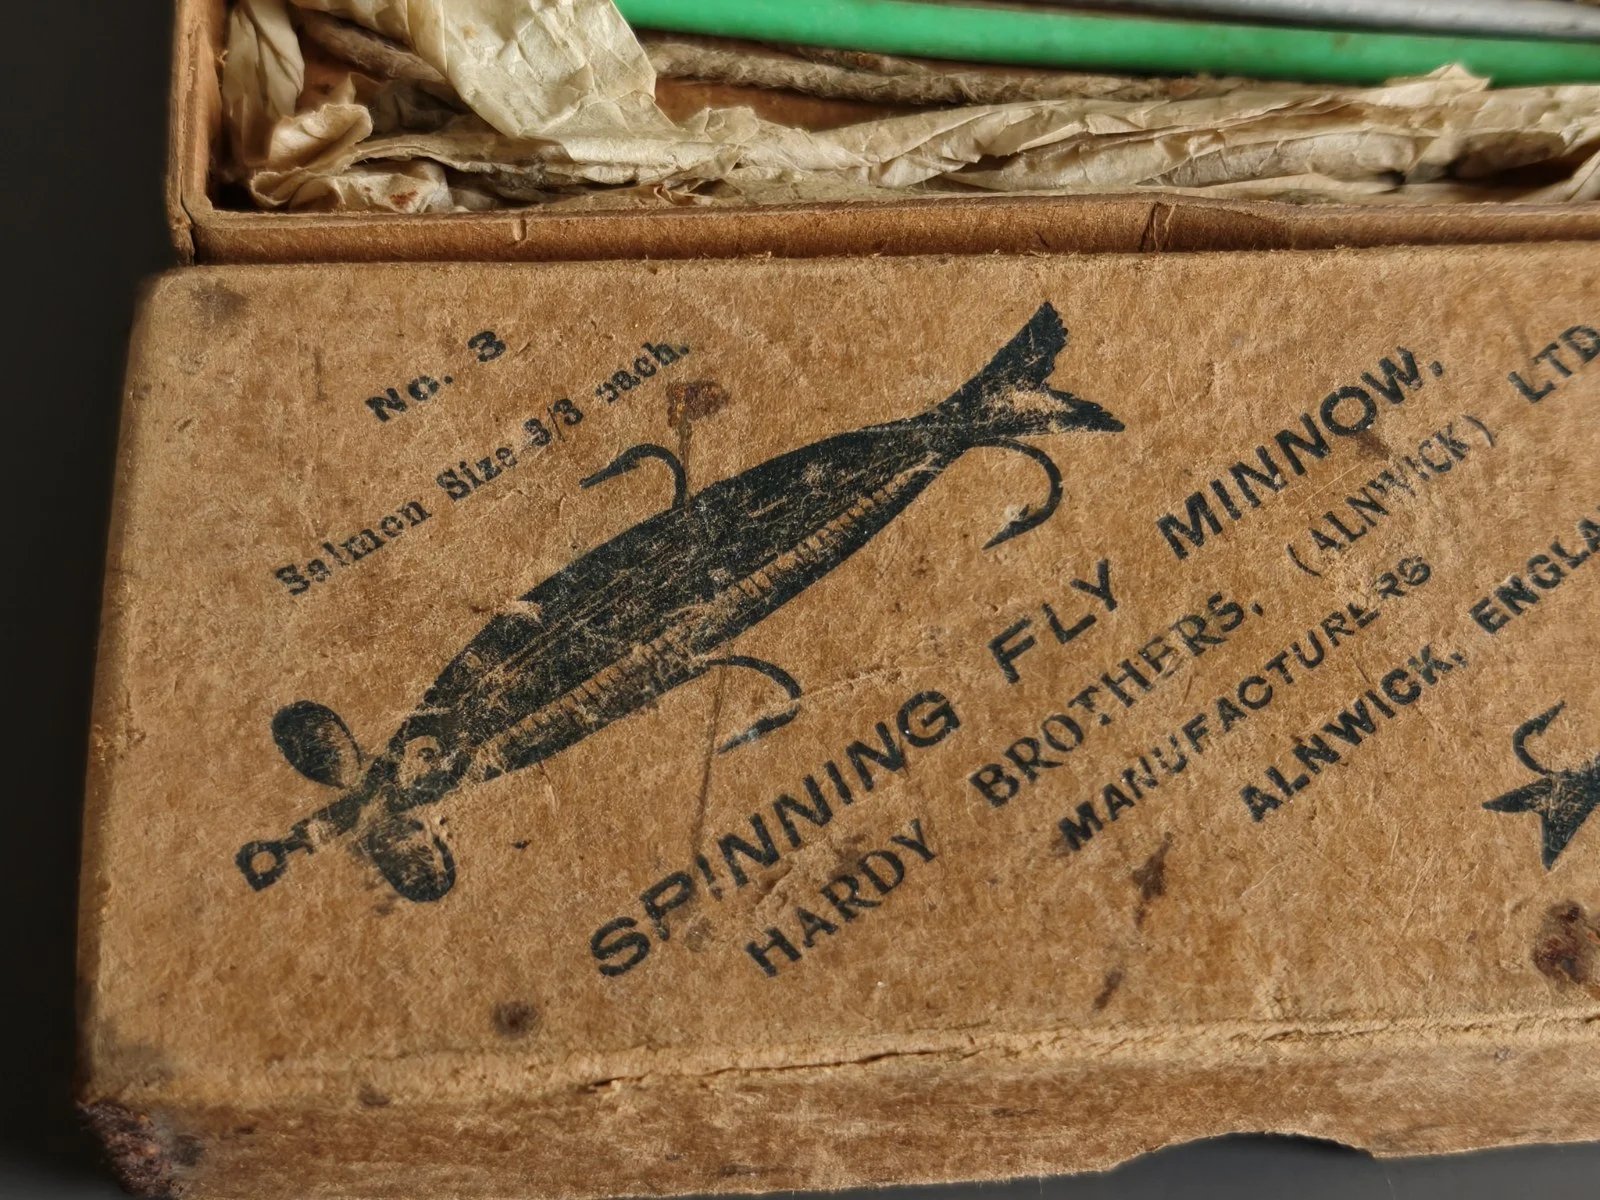 No. 3
Salmon Size 3/3 each.
SPINNING FLY MINNOW.
HARDY BROTHERS, (ALNWICK) LTD
MANUFACTURERS
ALNWICK, ENGLA